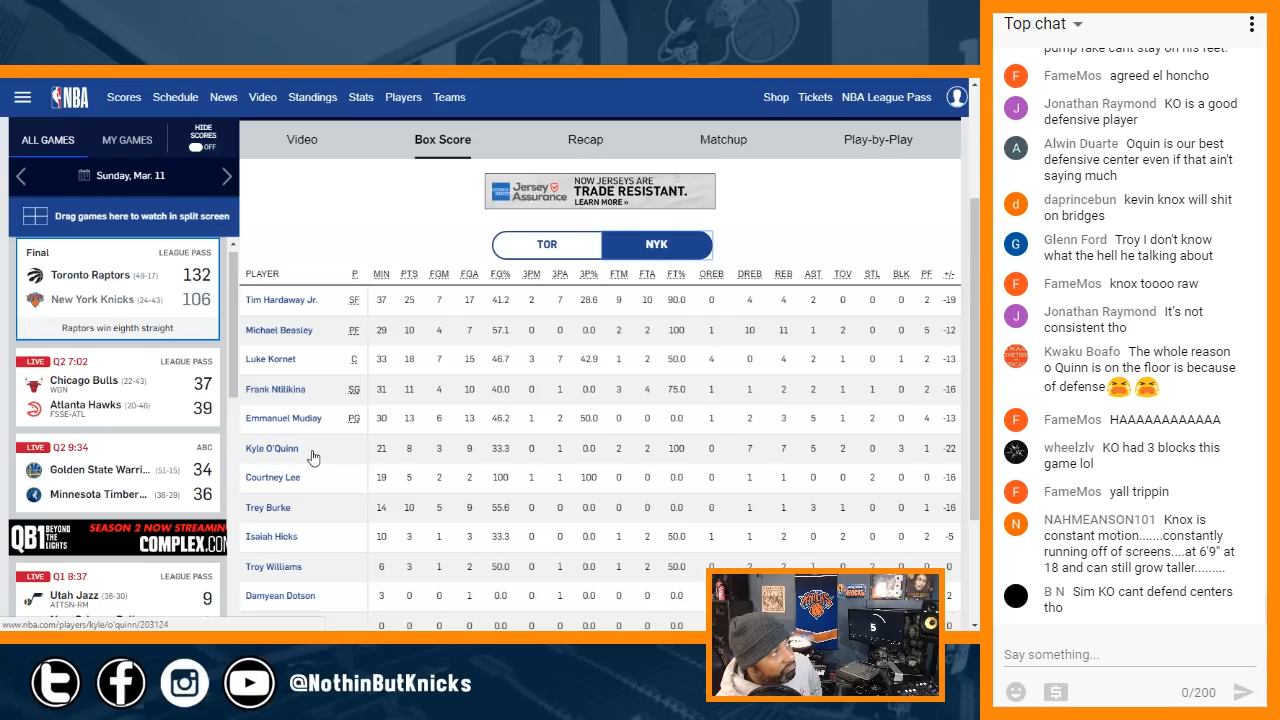 NBA
Scores Schedule News Video Standings Stats Players Teams
Shop Tickets NBA League Pass
ALL GAMES MY GAMES HIDE SCORES OFF
Sunday, Mar. 11
Drag games here to watch in split screen
Final LEAGUE PASS
Toronto Raptors (49-17) 132
New York Knicks (24-43) 106
Raptors win eighth straight
LIVE Q2 7:02 LEAGUE PASS
Chicago Bulls (22-43) 37
WGN
Atlanta Hawks (20-46) 39
FSSE-ATL
LIVE Q2 9:34 ABC
Golden State Warri... (51-15) 34
Minnesota Timber... (38-29) 36
QB1 BEYOND THE LIGHTS SEASON 2 NOW STREAMIN
COMPLEX.CO
LIVE Q1 8:37 LEAGUE PASS
Utah Jazz (36-30) 9
ATTSN-RM
www.nba.com/players/kyle/o'quinn/203124
Video Box Score Recap Matchup Play-by-Play
Jersey Assurance
NOW JERSEYS ARE
TRADE RESISTANT.
LEARN MORE »
TOR NYK
PLAYER P MIN PTS FGM FGA FG% 3PM 3PA 3P% FTM FTA FT% OREB DREB REB AST TOV STL BLK PF +/-
Tim Hardaway Jr. SF 37 25 7 17 41.2 2 7 28.6 9 10 90.0 0 4 4 2 0 0 0 2 -19
Michael Beasley PF 29 10 4 7 57.1 0 0 0.0 2 2 100 1 10 11 1 2 0 0 5 -12
Luke Kornet C 33 18 7 15 46.7 3 7 42.9 1 2 50.0 4 0 4 2 1 0 1 2 -13
Frank Ntilikina SG 31 11 4 10 40.0 0 1 0.0 3 4 75.0 1 1 2 2 1 1 0 4 -16
Emmanuel Mudiay PG 30 13 6 13 46.2 1 2 50.0 0 0 0.0 1 2 3 5 1 2 0 4 -13
Kyle O'Quinn 21 8 3 9 33.3 0 1 0.0 2 2 100 0 7 7 5 2 0 3 1 -22
Courtney Lee 19 5 2 2 100 1 1 100 0 0 0.0 0 1 1 0 0 2 0 0 -16
Trey Burke 14 10 5 9 55.6 0 0 0.0 0 0 0.0 0 1 1 3 1 0 0 1 -16
Isaiah Hicks 10 3 1 3 33.3 0 0 0.0 1 2 50.0 0 2 2 0 0 0 0 2 -5
Troy Williams 6 3 1 2 50.0 0 0 0.0 1 2 50.0 0
Damyean Dotson 3 0 0 1 0.0 0 1 0.0 0 0 0.0 2
0 0 0 0 0.0 0 0 0.0 0 0 0.0
KNICKS
5
@NothinButKnicks
Top chat
pump fake cant stay on his feet.
FameMos agreed el honcho
Jonathan Raymond KO is a good
defensive player
Alwin Duarte Oquin is our best
defensive center even if that ain't
saying much
daprincebun kevin knox will shit
on bridges
Glenn Ford Troy I don't know
what the hell he talking about
FameMos knox toooo raw
Jonathan Raymond It's not
consistent tho
Kwaku Boafo The whole reason
o Quinn is on the floor is because
of defense
FameMos HAAAAAAAAAAAA
wheelzlv KO had 3 blocks this
game lol
FameMos yall trippin
NAHMEANSON101 Knox is
constant motion.......constantly
running off of screens....at 6'9" at
18 and can still grow taller.........
B N Sim KO cant defend centers
tho
Say something...
0/200